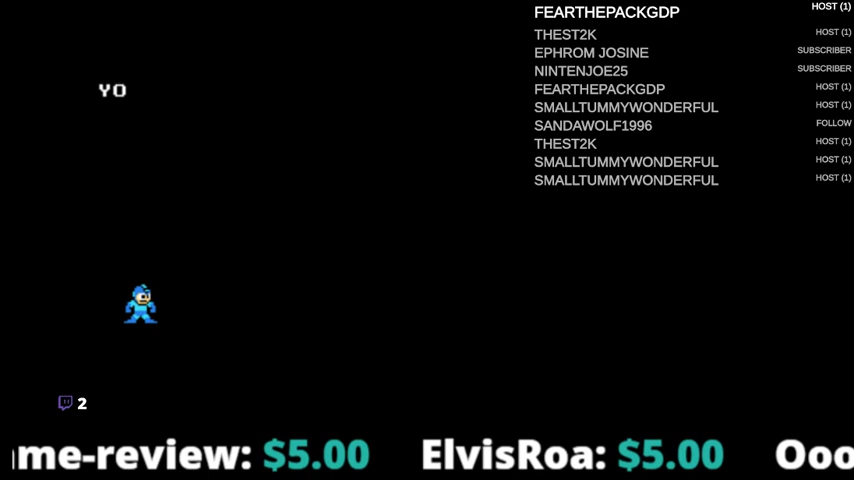 FEARTHEPACKGDP HOST (1)
THEST2K HOST (1)
EPHROM JOSINE SUBSCRIBER
NINTENJOE25 SUBSCRIBER
FEARTHEPACKGDP HOST (1)
SMALLTUMMYWONDERFUL HOST (1)
SANDAWOLF1996 FOLLOW
THEST2K HOST (1)
SMALLTUMMYWONDERFUL HOST (1)
SMALLTUMMYWONDERFUL HOST (1)
YO
2
me-review: $5.00 ElvisRoa: $5.00 Ooo